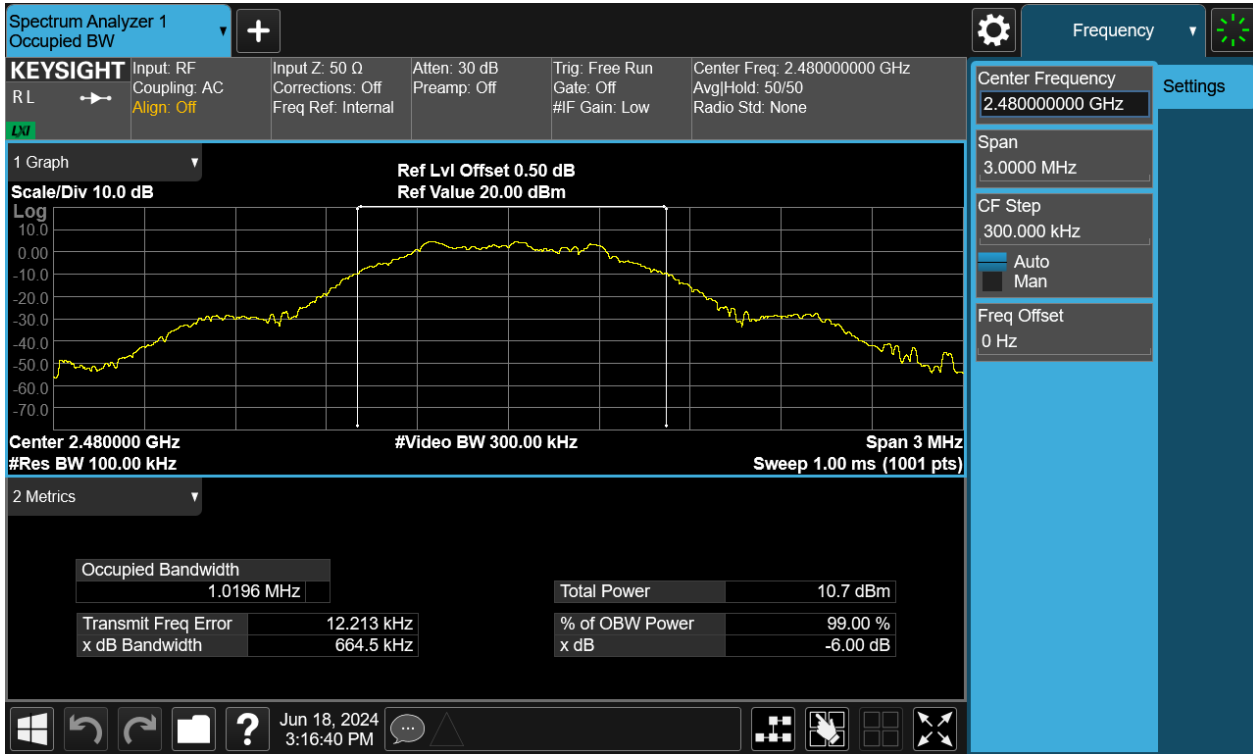 Spectrum Analyzer 1
Occupied BW
Frequency
KEYSIGHT
R L
LXI
Input: RF
Coupling: AC
Align: Off
Input Z: 50 Ω
Corrections: Off
Freq Ref: Internal
Atten: 30 dB
Preamp: Off
Trig: Free Run
Gate: Off
#IF Gain: Low
Center Freq: 2.480000000 GHz
Avg|Hold: 50/50
Radio Std: None
Center Frequency
2.480000000 GHz
Settings
Span
3.0000 MHz
CF Step
300.000 kHz
Auto
Man
Freq Offset
0 Hz
1 Graph
Scale/Div 10.0 dB
Ref Lvl Offset 0.50 dB
Ref Value 20.00 dBm
Log
10.0
0.00
-10.0
-20.0
-30.0
-40.0
-50.0
-60.0
-70.0
Center 2.480000 GHz
#Video BW 300.00 kHz
Span 3 MHz
#Res BW 100.00 kHz
Sweep 1.00 ms (1001 pts)
2 Metrics
Occupied Bandwidth
1.0196 MHz
Total Power 10.7 dBm
Transmit Freq Error 12.213 kHz
% of OBW Power 99.00 %
x dB Bandwidth 664.5 kHz
x dB -6.00 dB
?
Jun 18, 2024
3:16:40 PM